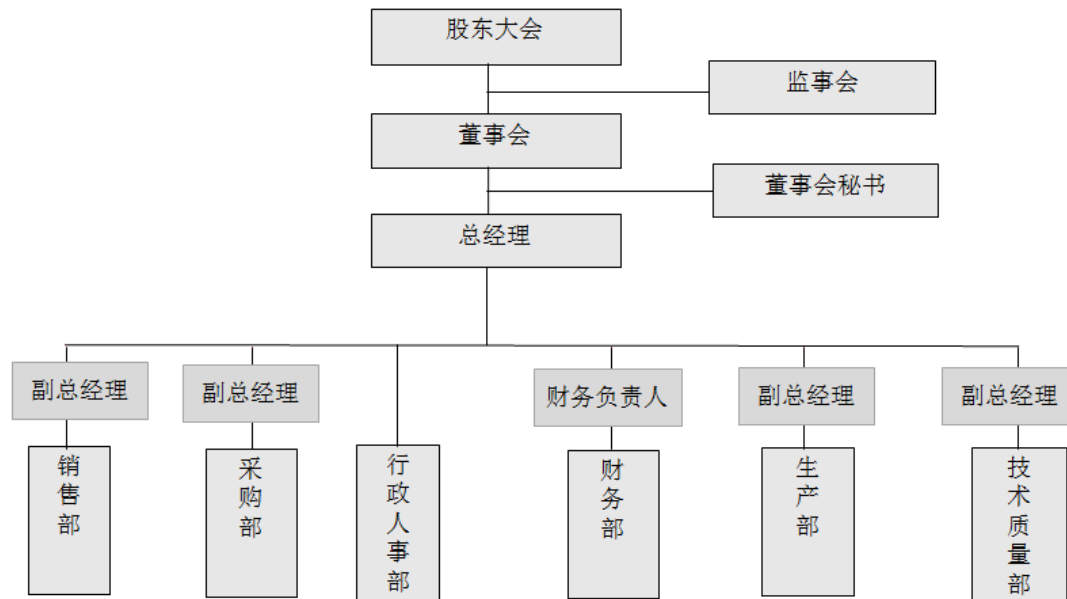 股东大会
监事会
董事会
董事会秘书
总经理
副总经理
副总经理
财务负责人
副总经理
副总经理
销售部
采购部
行政人事部
财务部
生产部
技术质量部